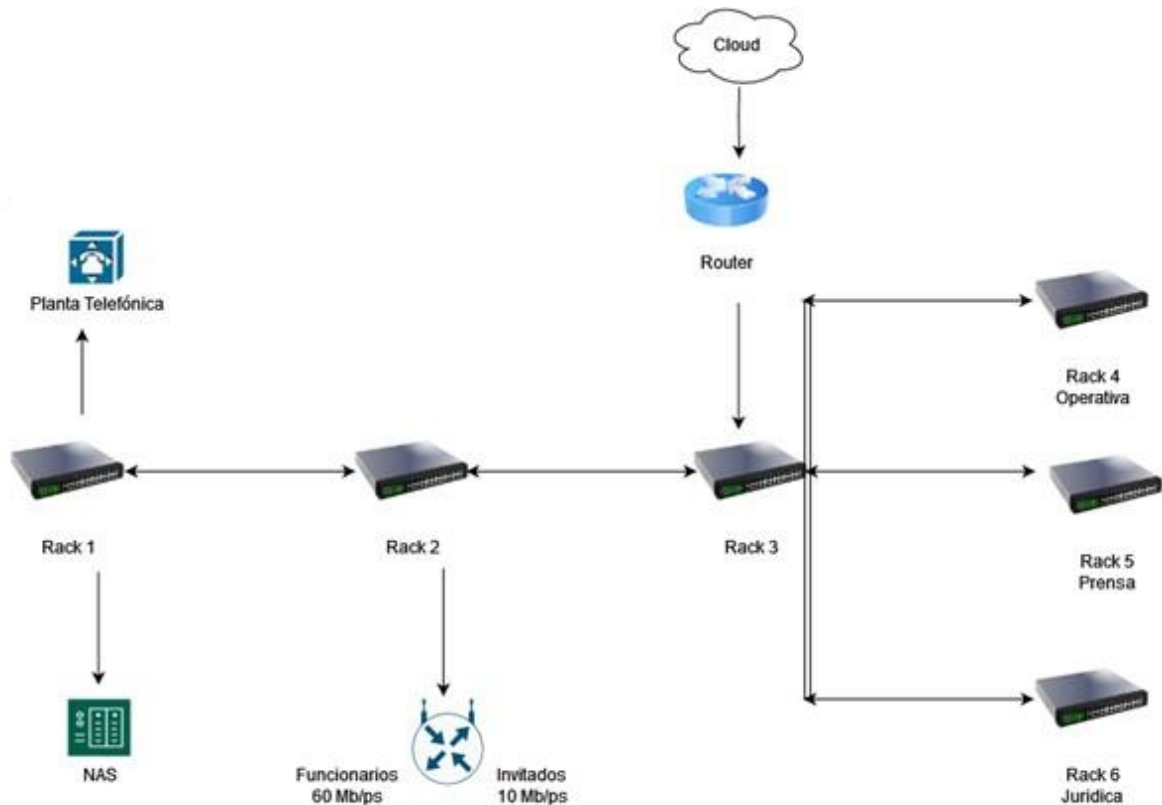 Cloud
Router
Planta Telefónica
Rack 4
Operativa
Rack 1
Rack 2
Rack 3
Rack 5
Prensa
NAS
Funcionarios
60 Mb/ps
Invitados
10 Mb/ps
Rack 6
Juridica